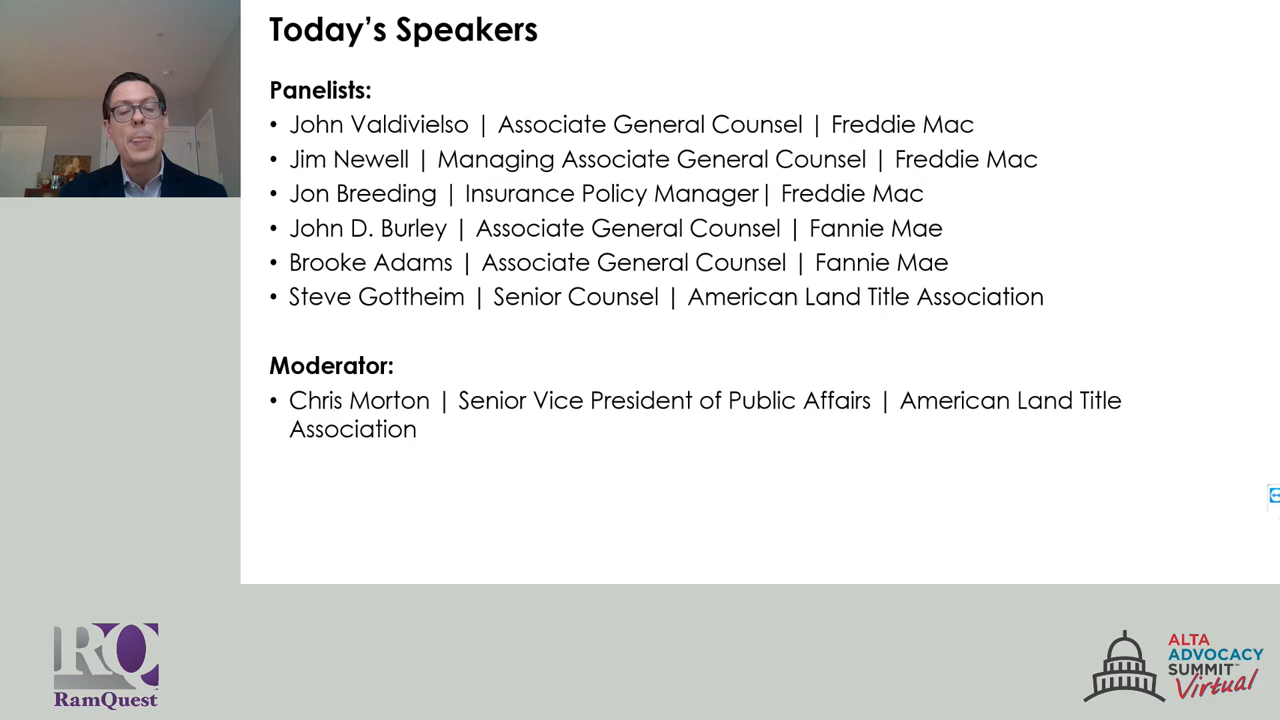 Today's Speakers
Panelists:
• John Valdivielso | Associate General Counsel | Freddie Mac
• Jim Newell | Managing Associate General Counsel | Freddie Mac
• Jon Breeding | Insurance Policy Manager| Freddie Mac
• John D. Burley | Associate General Counsel | Fannie Mae
• Brooke Adams | Associate General Counsel | Fannie Mae
• Steve Gottheim | Senior Counsel | American Land Title Association
Moderator:
• Chris Morton | Senior Vice President of Public Affairs | American Land Title
Association
RQ
RamQuest
ALTA
ADVOCACY
SUMMIT™
Virtual